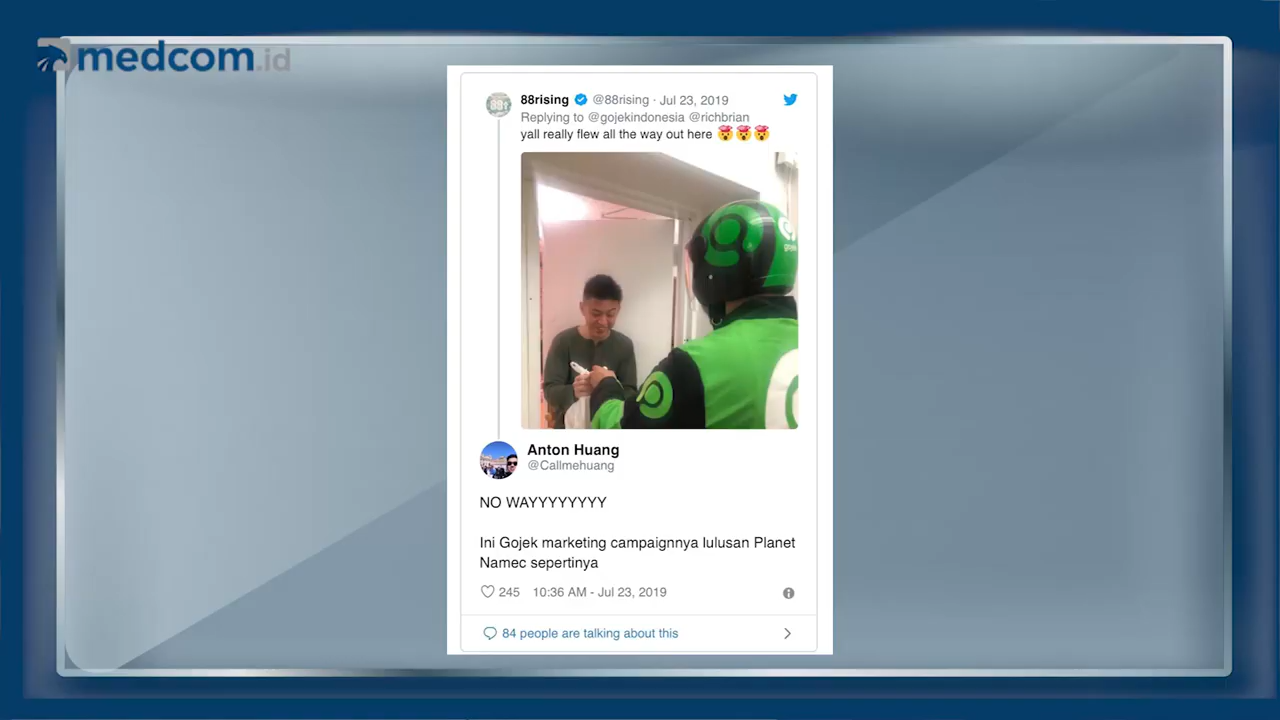 medcom.id
88rising @88rising · Jul 23, 2019
Replying to @gojekindonesia @richbrian
yall really flew all the way out here 🤯🤯🤯
gojek
Anton Huang
@Callmehuang
NO WAYYYYYYYY
Ini Gojek marketing campaignnya lulusan Planet
Namec sepertinya
245 10:36 AM - Jul 23, 2019
84 people are talking about this